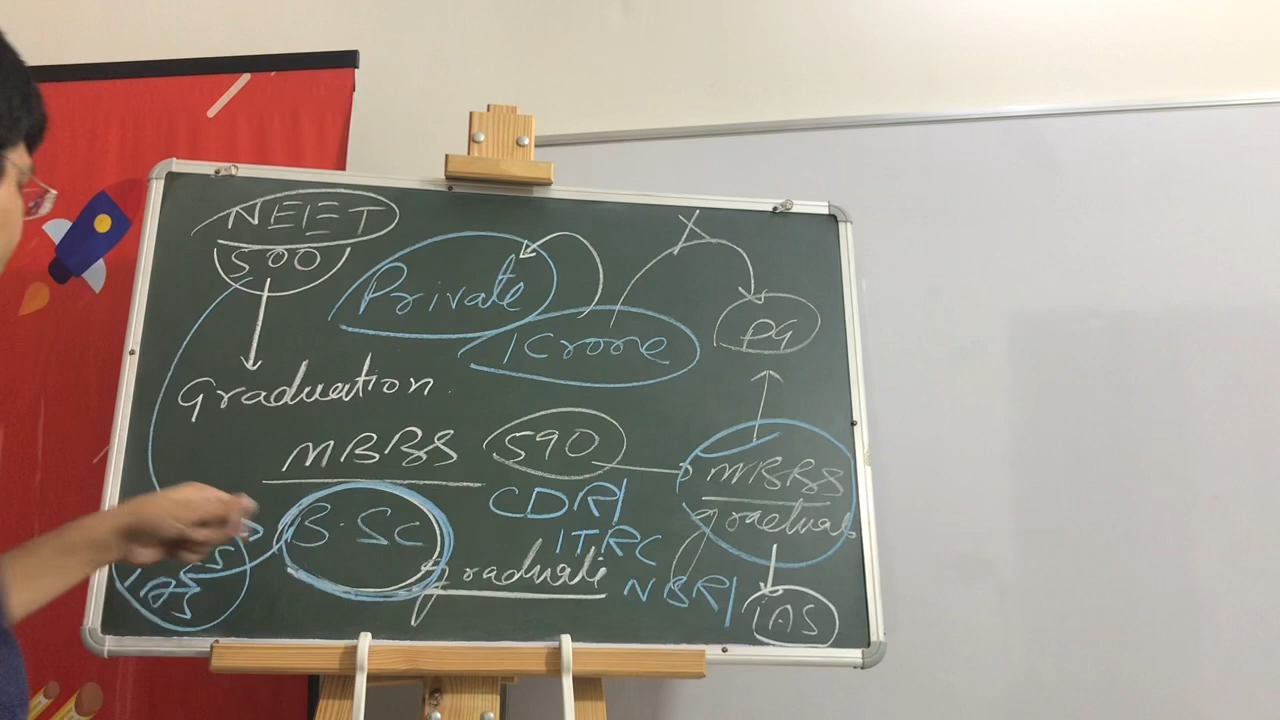 NEET
500
Private
1Crore
PG
Graduation.
MBBS 590
MBBS
graduate
CDRI
ITRC
NBRI
B.Sc
graduate
IAS
iAS